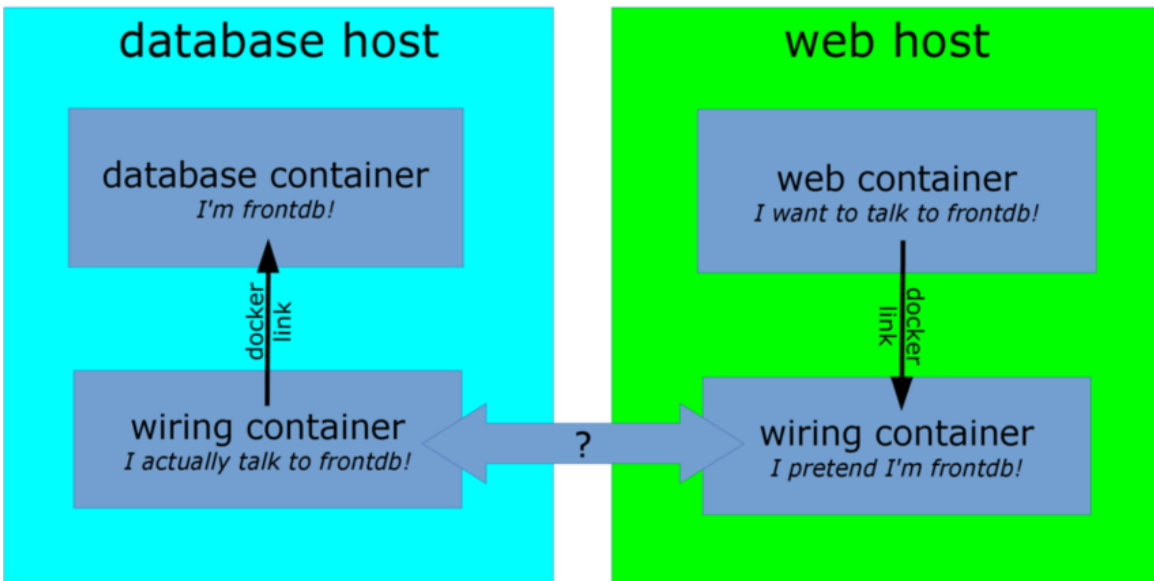 database host
database container
I'm frontdb!
docker
link
wiring container
I actually talk to frontdb!
?
web host
web container
I want to talk to frontdb!
docker
link
wiring container
I pretend I'm frontdb!